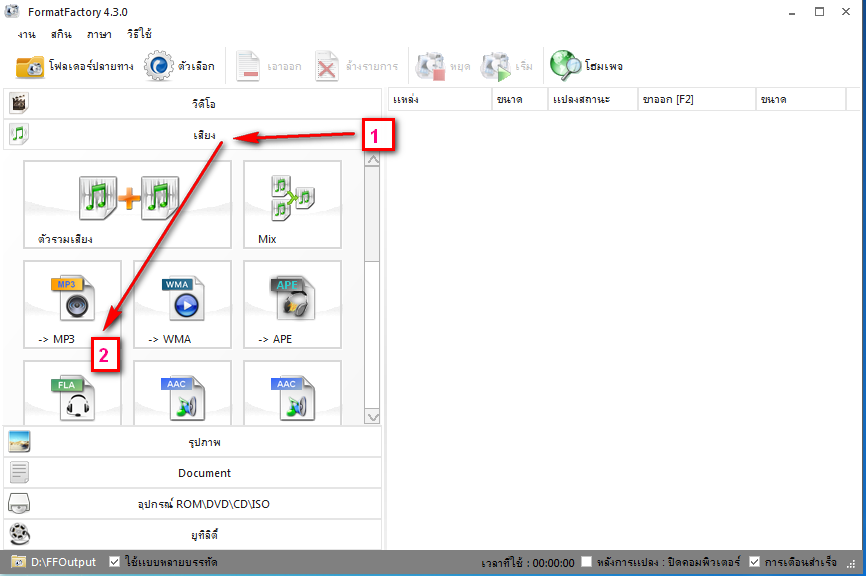 FormatFactory 4.3.0
งาน สกิน ภาษา วิธีใช้
โฟลเดอร์ปลายทาง ตัวเลือก เอาออก ล้างรายการ หยุด เริ่ม โฮมเพจ
วีดีโอ
แหล่ง ขนาด แปลงสถานะ ขาออก [F2] ขนาด
เสียง
1
ตัวรวมเสียง Mix
MP3 WMA APE
-> MP3 -> WMA -> APE
2
FLA AAC AAC
รูปภาพ
Document
อุปกรณ์ ROM\DVD\CD\ISO
ยูทิลิตี้
D:\FFOutput ใช้แบบหลายบรรทัด เวลาที่ใช้ : 00:00:00 หลังการแปลง : ปิดคอมพิวเตอร์ การเตือนสำเร็จ